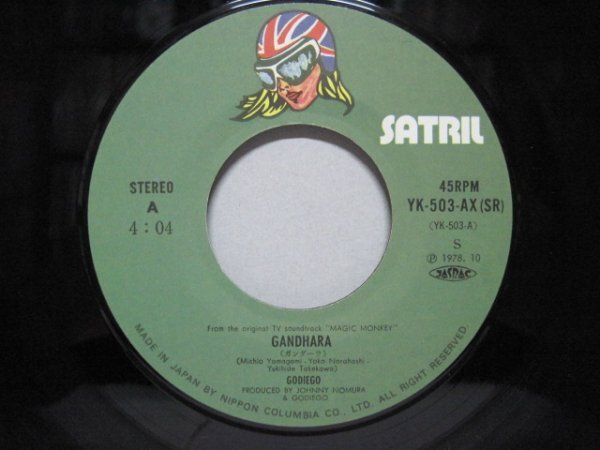 SATRIL
STEREO
A
4:04
45RPM
YK-503-AX(SR)
(YK-503-A)
S
Ⓟ 1978. 10
JASRAC
From the original TV soundtrack "MAGIC MONKEY"
GANDHARA
(ガンダーラ)
(Michio Yamagami - Yoko Narahashi -
Yukihide Takekawa)
GODIEGO
PRODUCED BY JOHNNY NOMURA
& GODIEGO
MADE IN JAPAN BY NIPPON COLUMBIA CO., LTD. ALL RIGHT RESERVED